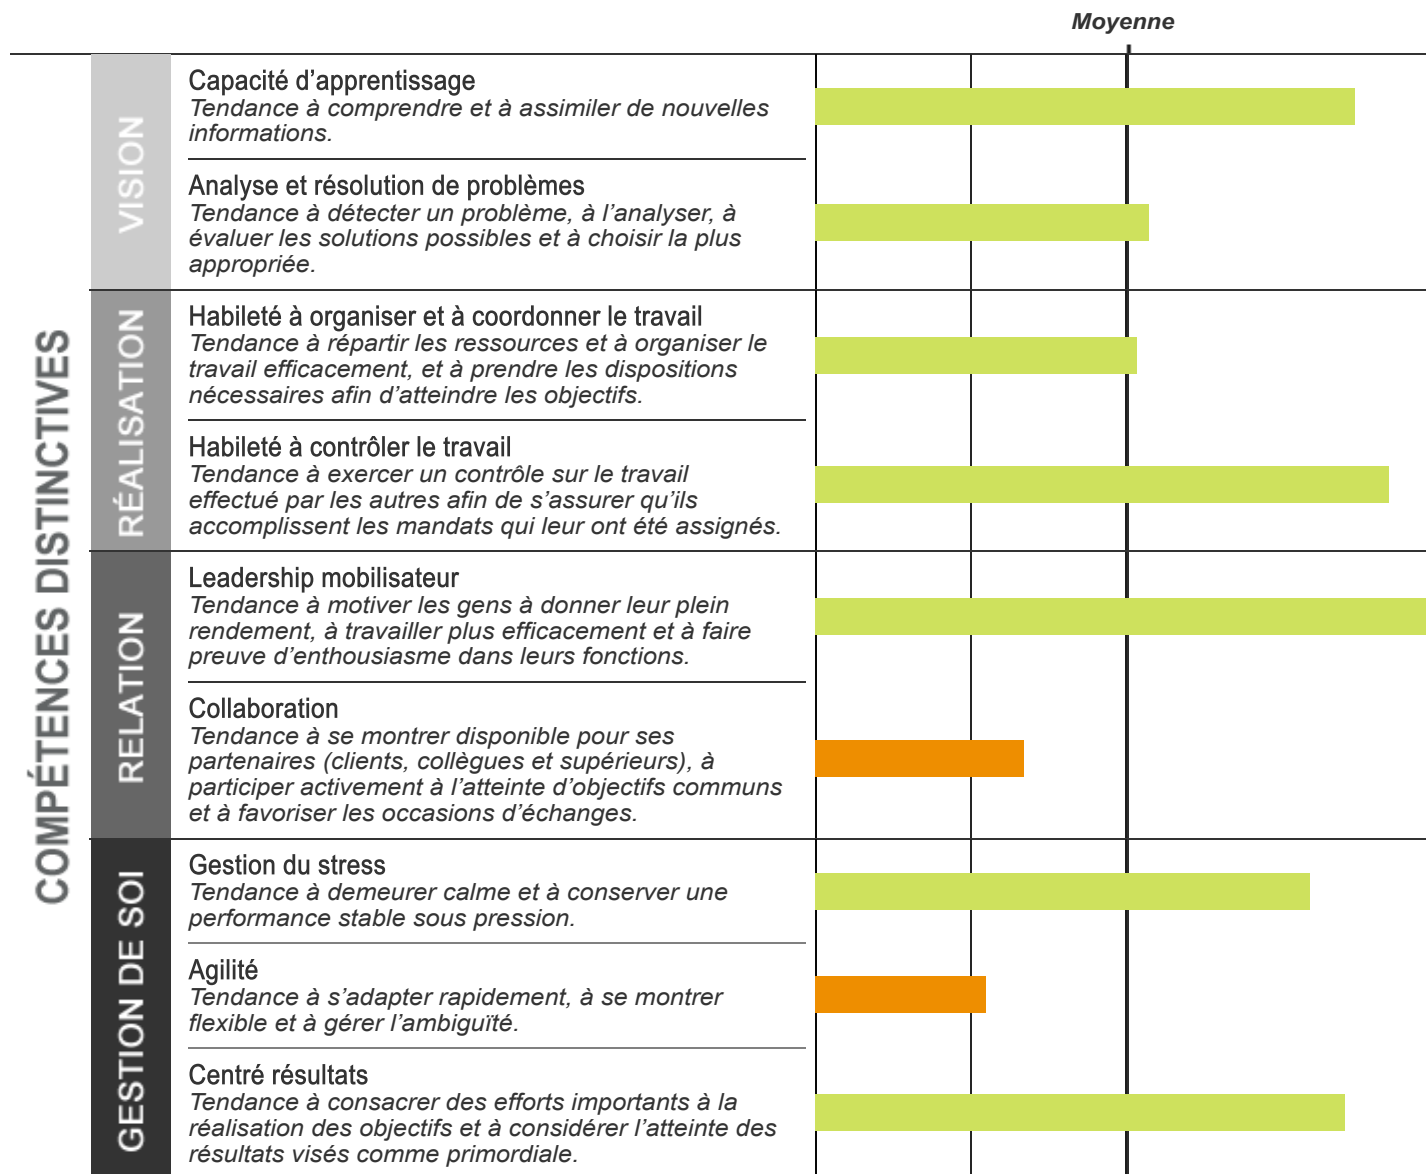 Moyenne
COMPÉTENCES DISTINCTIVES
VISION
Capacité d’apprentissage
Tendance à comprendre et à assimiler de nouvelles
informations.
Analyse et résolution de problèmes
Tendance à détecter un problème, à l’analyser, à
évaluer les solutions possibles et à choisir la plus
appropriée.
RÉALISATION
Habileté à organiser et à coordonner le travail
Tendance à répartir les ressources et à organiser le
travail efficacement, et à prendre les dispositions
nécessaires afin d’atteindre les objectifs.
Habileté à contrôler le travail
Tendance à exercer un contrôle sur le travail
effectué par les autres afin de s’assurer qu’ils
accomplissent les mandats qui leur ont été assignés.
RELATION
Leadership mobilisateur
Tendance à motiver les gens à donner leur plein
rendement, à travailler plus efficacement et à faire
preuve d’enthousiasme dans leurs fonctions.
Collaboration
Tendance à se montrer disponible pour ses
partenaires (clients, collègues et supérieurs), à
participer activement à l’atteinte d’objectifs communs
et à favoriser les occasions d’échanges.
GESTION DE SOI
Gestion du stress
Tendance à demeurer calme et à conserver une
performance stable sous pression.
Agilité
Tendance à s’adapter rapidement, à se montrer
flexible et à gérer l’ambiguïté.
Centré résultats
Tendance à consacrer des efforts importants à la
réalisation des objectifs et à considérer l’atteinte des
résultats visés comme primordiale.